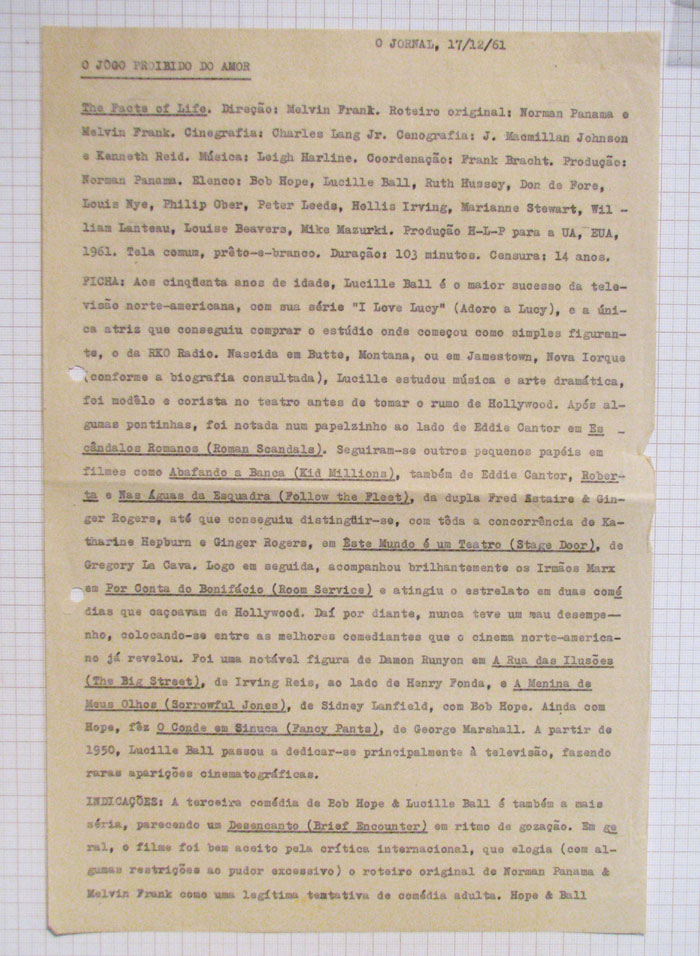 O JORNAL, 17/12/61
O JÔGO PROIBIDO DO AMOR
The Facts of Life. Direção: Melvin Frank. Roteiro original: Norman Panama e
Melvin Frank. Cinegrafia: Charles Lang Jr. Cenografia: J. Macmillan Johnson
e Kenneth Reid. Música: Leigh Harline. Coordenação: Frank Bracht. Produção:
Norman Panama. Elenco: Bob Hope, Lucille Ball, Ruth Hussey, Don de Fore,
Louis Nye, Philip Ober, Peter Leeds, Hollis Irving, Marianne Stewart, Wil -
liam Lanteau, Louise Beavers, Mike Mazurki. Produção H-L-P para a UA, EUA,
1961. Tela comum, prêto-e-branco. Duração: 103 minutos. Censura: 14 anos.
FICHA: Aos cinqüenta anos de idade, Lucille Ball é o maior sucesso da tele-
visão norte-americana, com sua série "I Love Lucy" (Adoro a Lucy), e a úni-
ca atriz que conseguiu comprar o estúdio onde começou como simples figuran-
te, o da RKO Radio. Nascida em Butte, Montana, ou em Jamestown, Nova Iorque
(conforme a biografia consultada), Lucille estudou música e arte dramática,
foi modêlo e corista no teatro antes de tomar o rumo de Hollywood. Após al-
gumas pontinhas, foi notada num papelzinho ao lado de Eddie Cantor em Es -
cândalos Romanos (Roman Scandals). Seguiram-se outros pequenos papéis em
filmes como Abafando a Banca (Kid Millions), também de Eddie Cantor, Rober-
ta e Nas Águas da Esquadra (Follow the Fleet), da dupla Fred Astaire & Gin-
ger Rogers, até que conseguiu distingüir-se, com tôda a concorrência de Ka-
tharine Hepburn e Ginger Rogers, em Êste Mundo é um Teatro (Stage Door), de
Gregory La Cava. Logo em seguida, acompanhou brilhantemente os Irmãos Marx
em Por Conta do Bonifácio (Room Service) e atingiu o estrelato em duas comé
dias que caçoavam de Hollywood. Daí por diante, nunca teve um mau desempe—
nho, colocando-se entre as melhores comediantes que o cinema norte-america-
no já revelou. Foi uma notável figura de Damon Runyon em A Rua das Ilusões
(The Big Street), de Irving Reis, ao lado de Henry Fonda, e A Menina de
Meus Olhos (Sorrowful Jones), de Sidney Lanfield, com Bob Hope. Ainda com
Hope, fêz O Conde em Sinuca (Fancy Pants), de George Marshall. A partir de
1950, Lucille Ball passou a dedicar-se principalmente à televisão, fazendo
raras aparições cinematográficas.
INDICAÇÕES: A terceira comédia de Bob Hope & Lucille Ball é também a mais
séria, parecendo um Desencanto (Brief Encounter) em ritmo de gozação. Em ge
ral, o filme foi bem aceito pela crítica internacional, que elogia (com al-
gumas restrições ao pudor excessivo) o roteiro original de Norman Panama &
Melvin Frank como uma legítima tentativa de comédia adulta. Hope & Ball